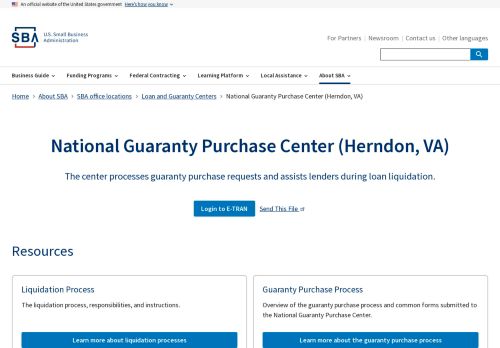 An official website of the United States government Here's how you know
SBA U.S. Small Business
Administration
For Partners Newsroom Contact us Other languages
Business Guide Funding Programs Federal Contracting Learning Platform Local Assistance About SBA
Home > About SBA > SBA office locations > Loan and Guaranty Centers > National Guaranty Purchase Center (Herndon, VA)
National Guaranty Purchase Center (Herndon, VA)
The center processes guaranty purchase requests and assists lenders during loan liquidation.
Login to E-TRAN Send This File
Resources
Liquidation Process
The liquidation process, responsibilities, and instructions.
Learn more about liquidation processes
Guaranty Purchase Process
Overview of the guaranty purchase process and common forms submitted to
the National Guaranty Purchase Center.
Learn more about the guaranty purchase process